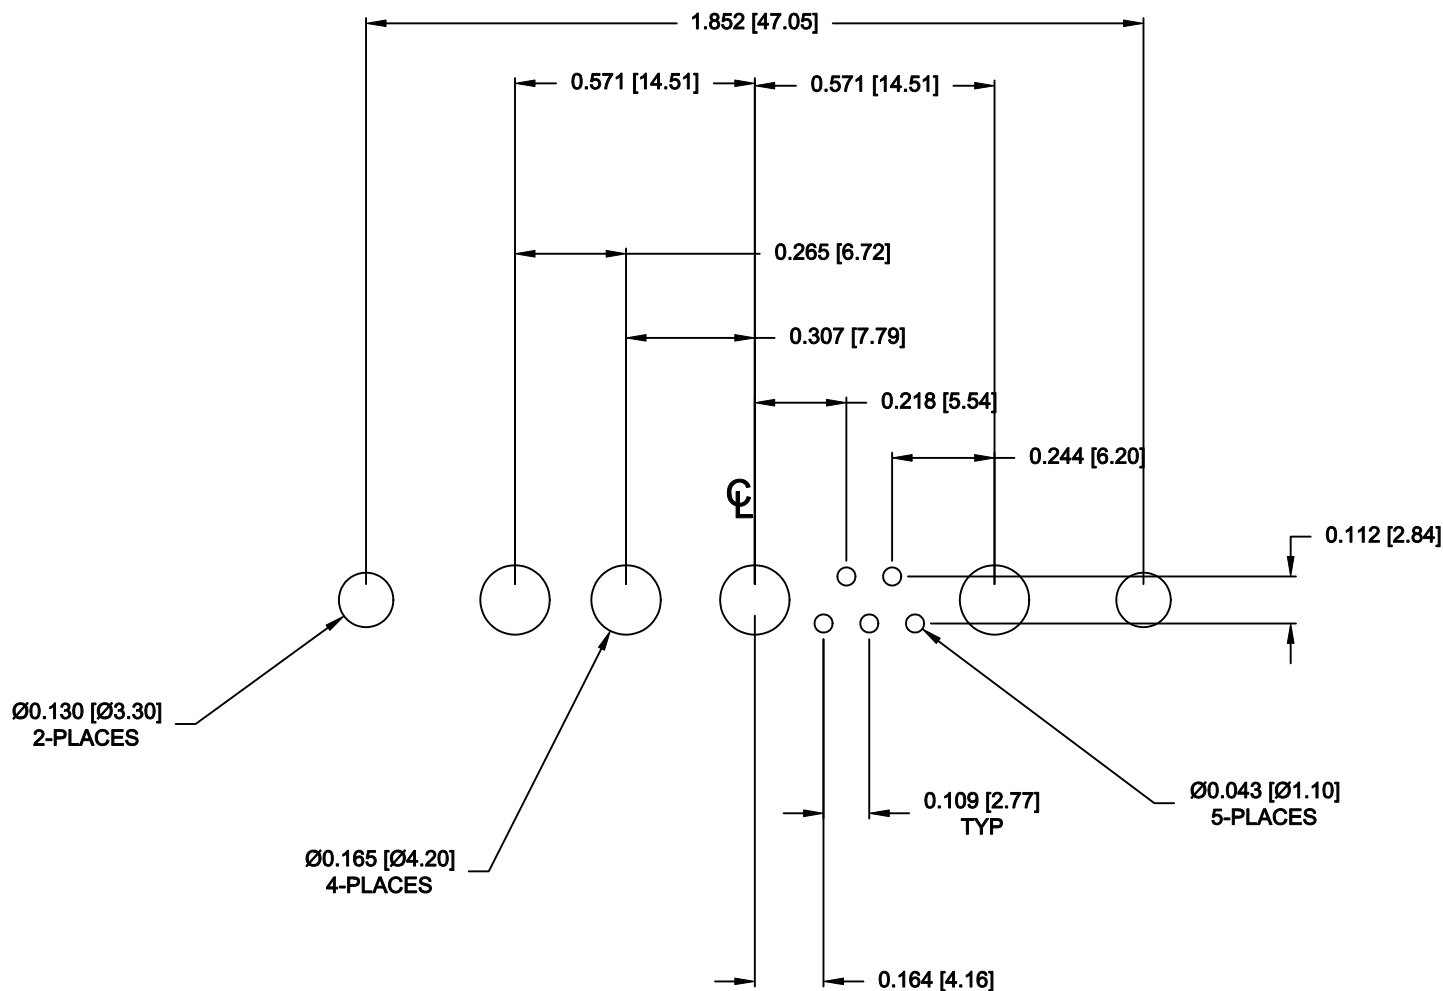 1.852 [47.05]
0.571 [14.51]
0.571 [14.51]
0.265 [6.72]
0.307 [7.79]
0.218 [5.54]
0.244 [6.20]
℄
0.112 [2.84]
Ø0.130 [Ø3.30]
2-PLACES
0.109 [2.77]
TYP
Ø0.043 [Ø1.10]
5-PLACES
Ø0.165 [Ø4.20]
4-PLACES
0.164 [4.16]